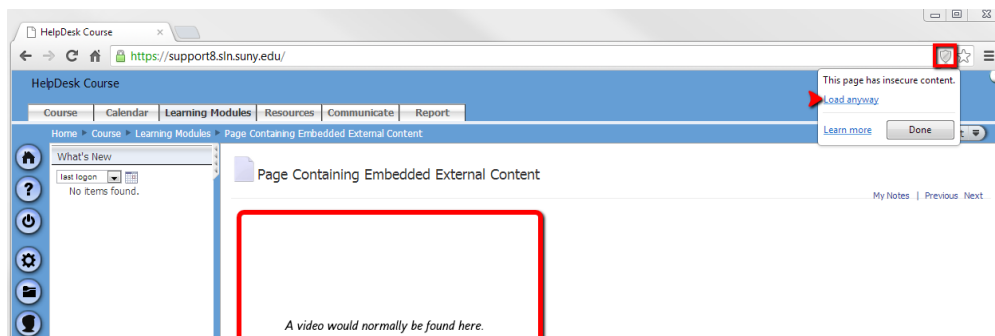 HelpDesk Course
https://support8.sln.suny.edu/
HelpDesk Course
This page has insecure content.
Load anyway
Learn more Done
Course Calendar Learning Modules Resources Communicate Report
Home Course Learning Modules Page Containing Embedded External Content
What's New
last logon
No items found.
Page Containing Embedded External Content
My Notes | Previous Next
A video would normally be found here.